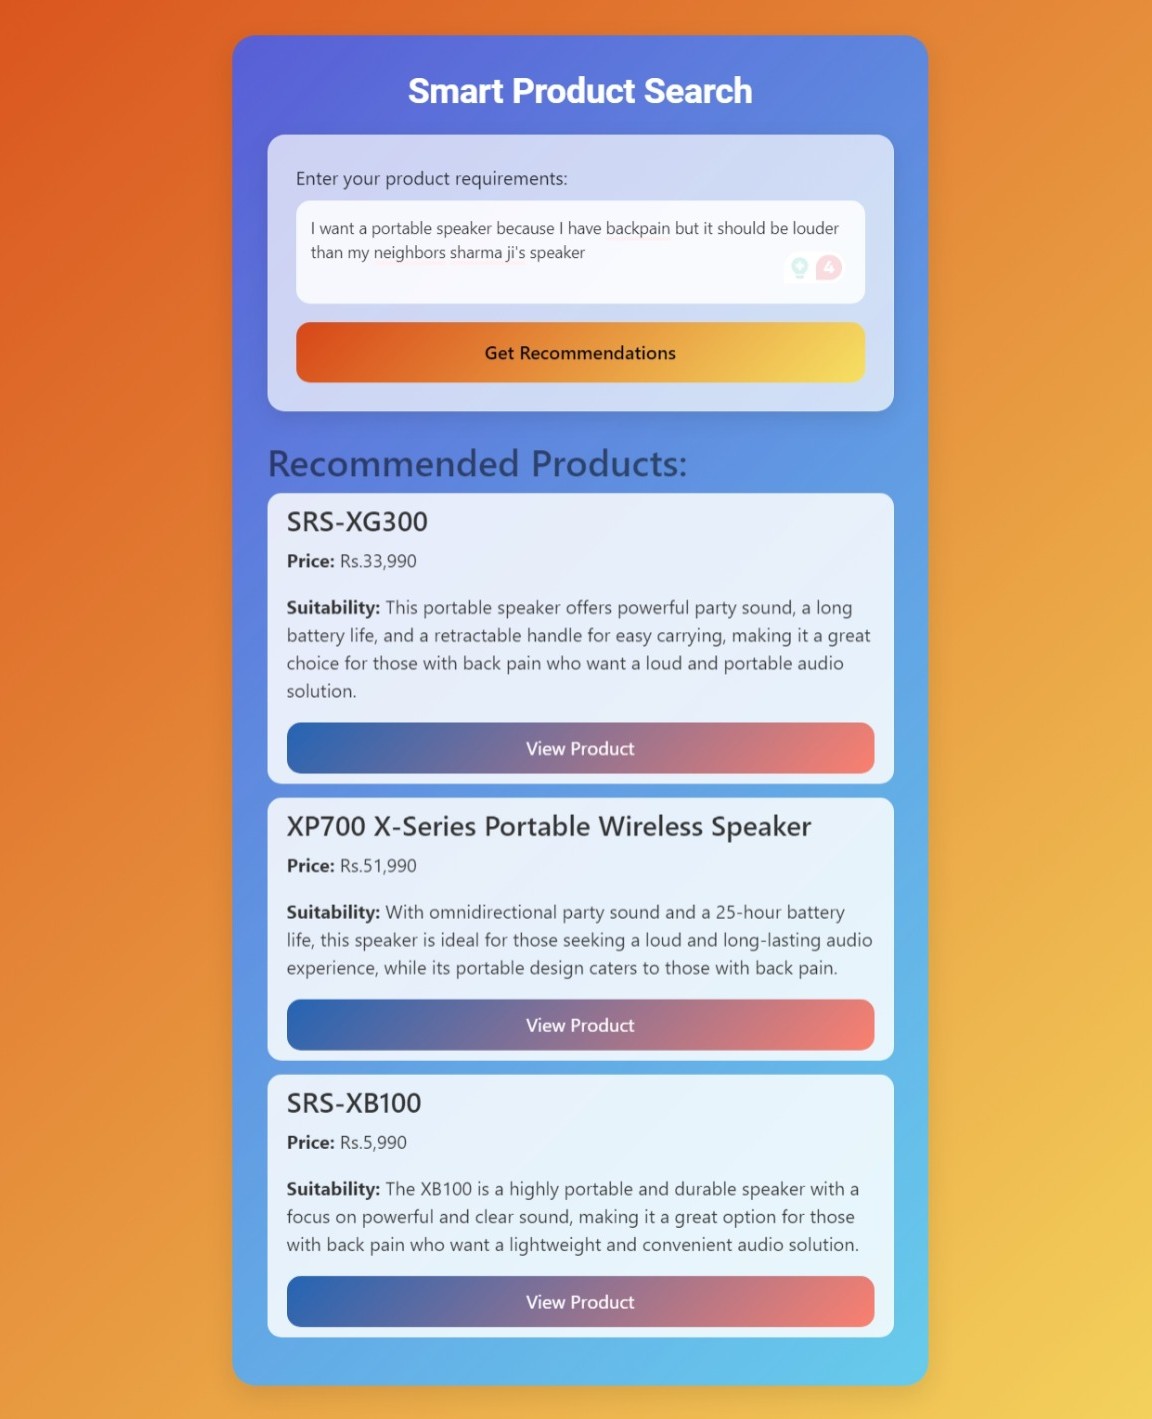 Smart Product Search
Enter your product requirements:
I want a portable speaker because I have backpain but it should be louder
than my neighbors sharma ji's speaker
4
Get Recommendations
Recommended Products:
SRS-XG300
Price: Rs.33,990
Suitability: This portable speaker offers powerful party sound, a long
battery life, and a retractable handle for easy carrying, making it a great
choice for those with back pain who want a loud and portable audio
solution.
View Product
XP700 X-Series Portable Wireless Speaker
Price: Rs.51,990
Suitability: With omnidirectional party sound and a 25-hour battery
life, this speaker is ideal for those seeking a loud and long-lasting audio
experience, while its portable design caters to those with back pain.
View Product
SRS-XB100
Price: Rs.5,990
Suitability: The XB100 is a highly portable and durable speaker with a
focus on powerful and clear sound, making it a great option for those
with back pain who want a lightweight and convenient audio solution.
View Product